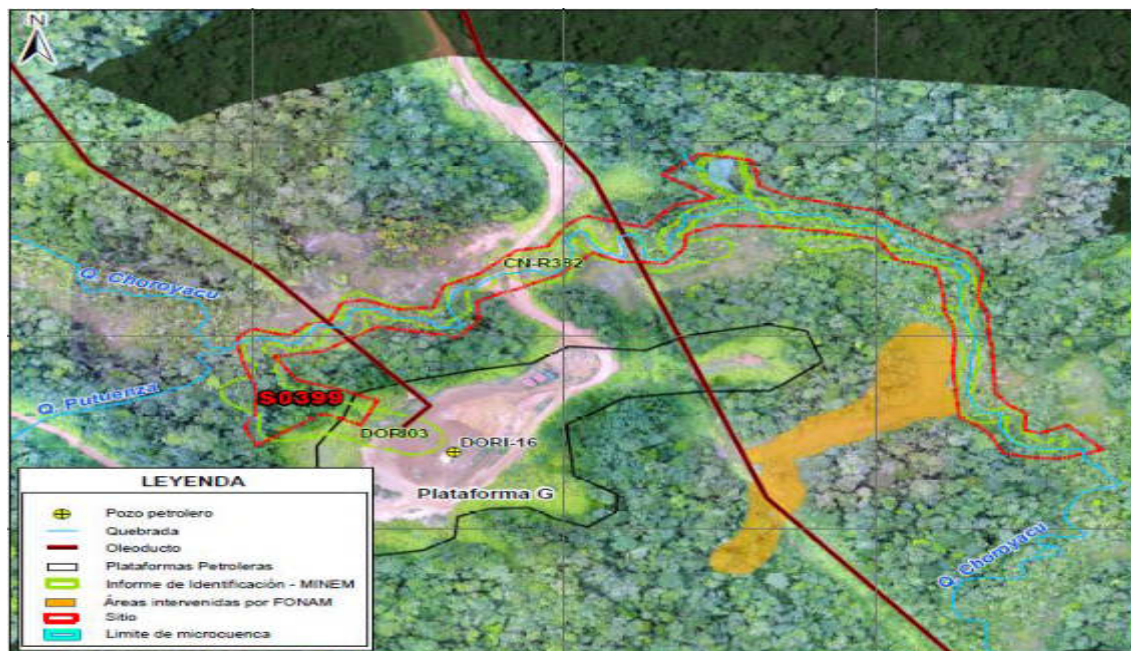 N
Q. Choroyacu
CN-R392
Q. Putuenza
S0399
DORI03
DORI-16
Plataforma G
Q. Choroyacu
LEYENDA
Pozo petrolero
Quebrada
Oleoducto
Plataformas Petroleras
Informe de Identificación - MINEM
Áreas intervenidas por FONAM
Sitio
Limite de microcuenca